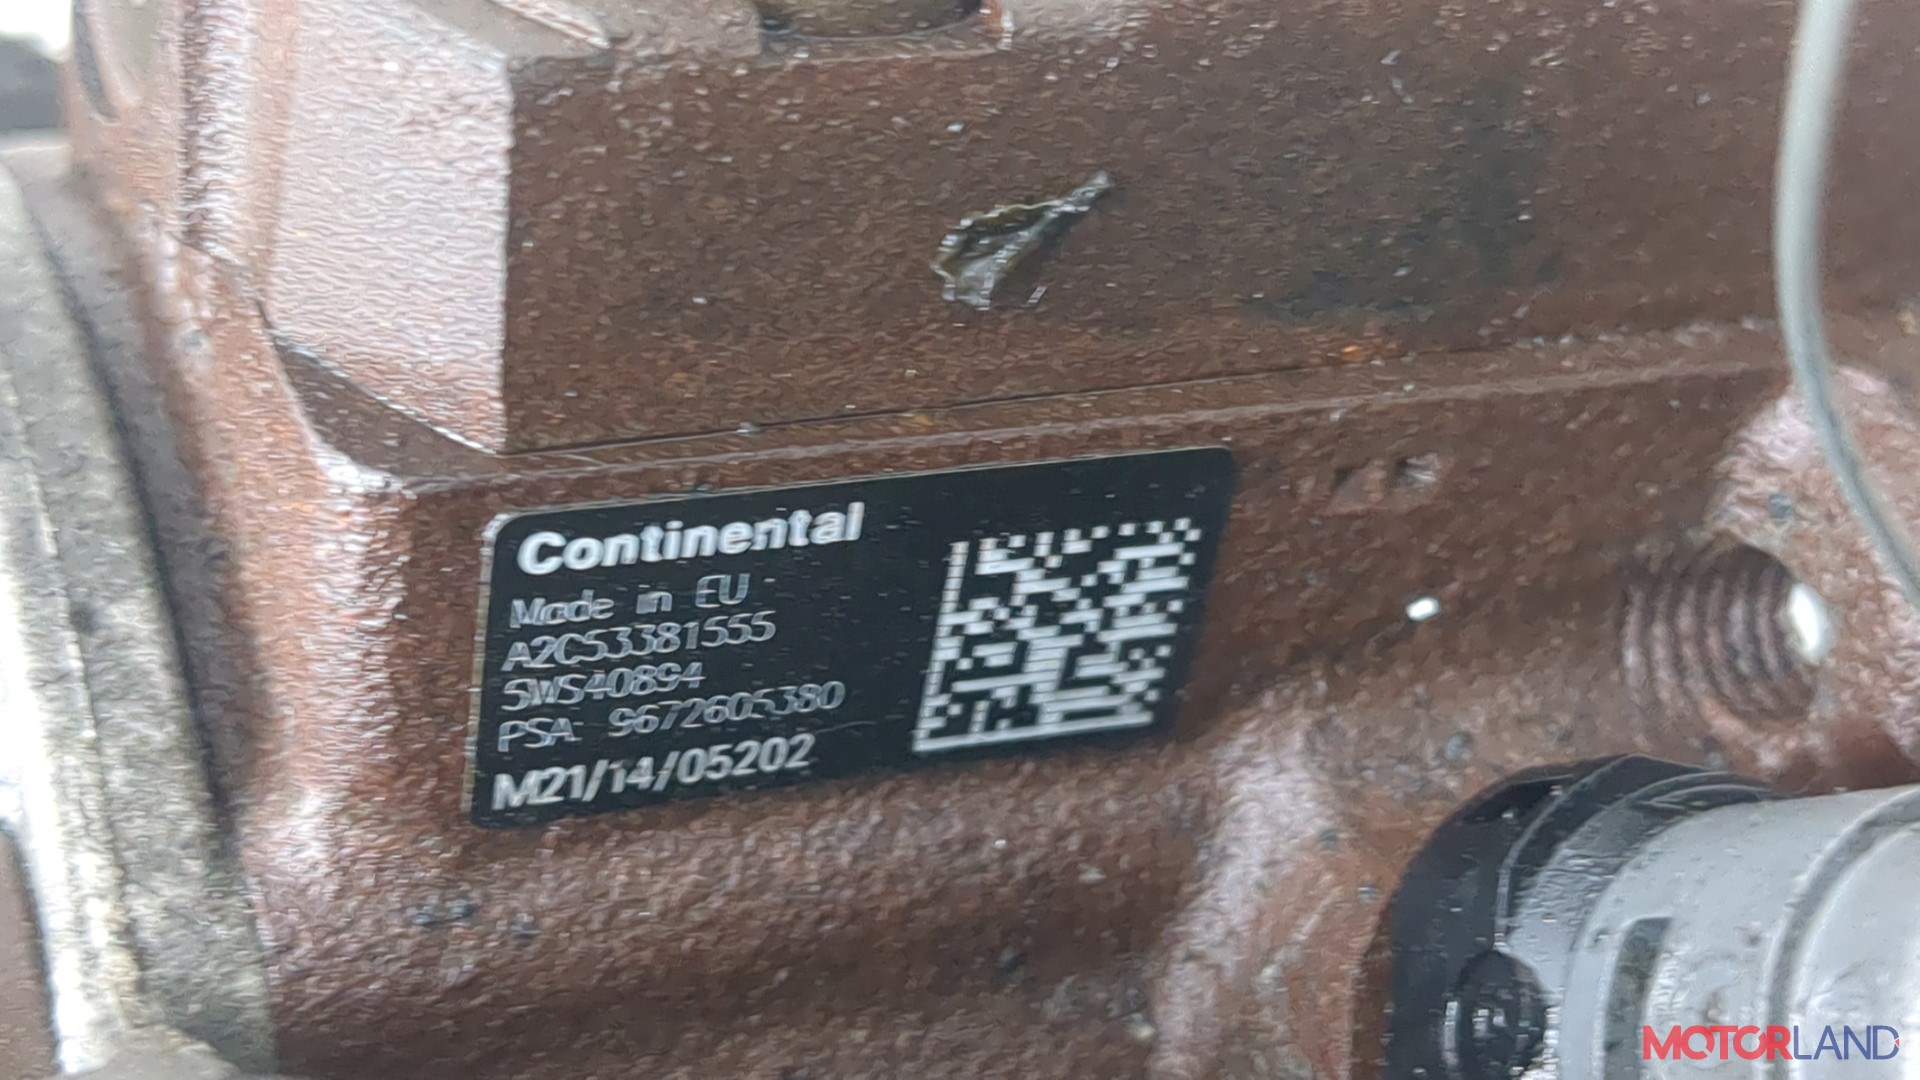 Continental
Made in EU
A2C53381555
5WS40894
PSA 9672605380
M21/14/05202
MOTORLAND